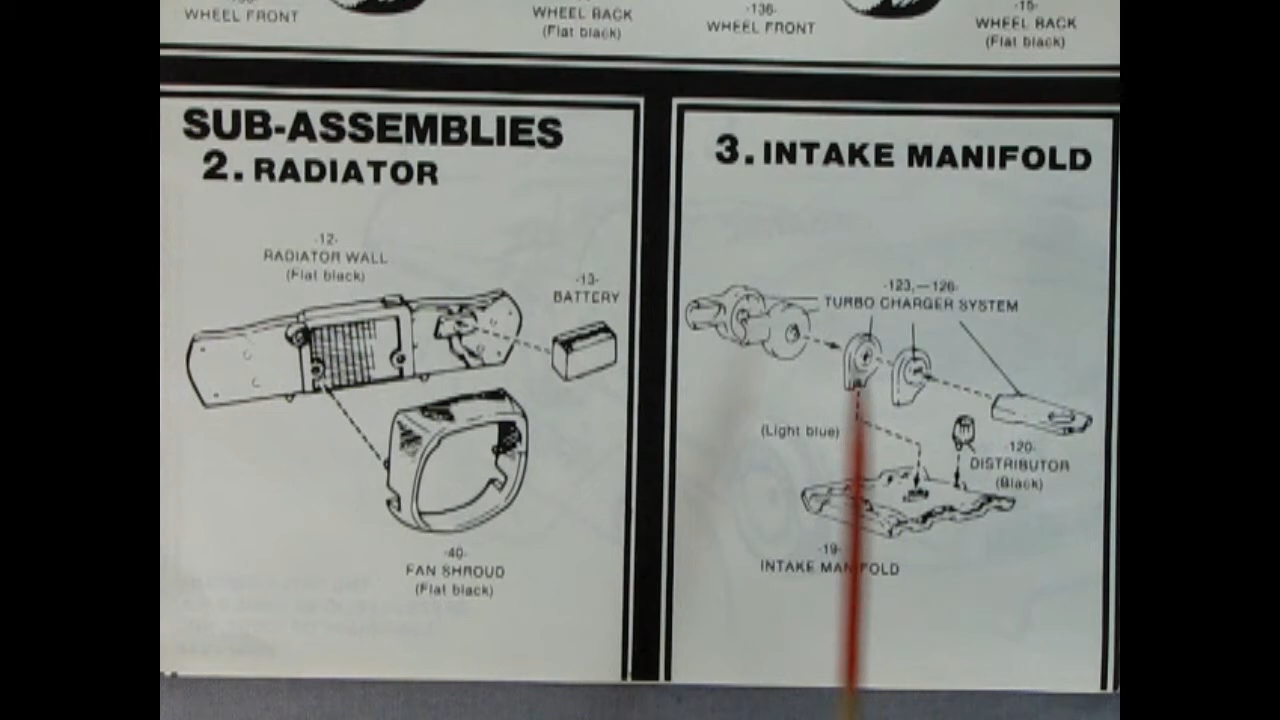 WHEEL FRONT
WHEEL BACK
(Flat black)
-136-
WHEEL FRONT
-15-
WHEEL BACK
(Flat black)
SUB-ASSEMBLIES
2. RADIATOR
-12-
RADIATOR WALL
(Flat black)
-13-
BATTERY
-40-
FAN SHROUD
(Flat black)
3. INTAKE MANIFOLD
-123,—126-
TURBO CHARGER SYSTEM
(Light blue)
-120-
DISTRIBUTOR
(Black)
-19-
INTAKE MANIFOLD